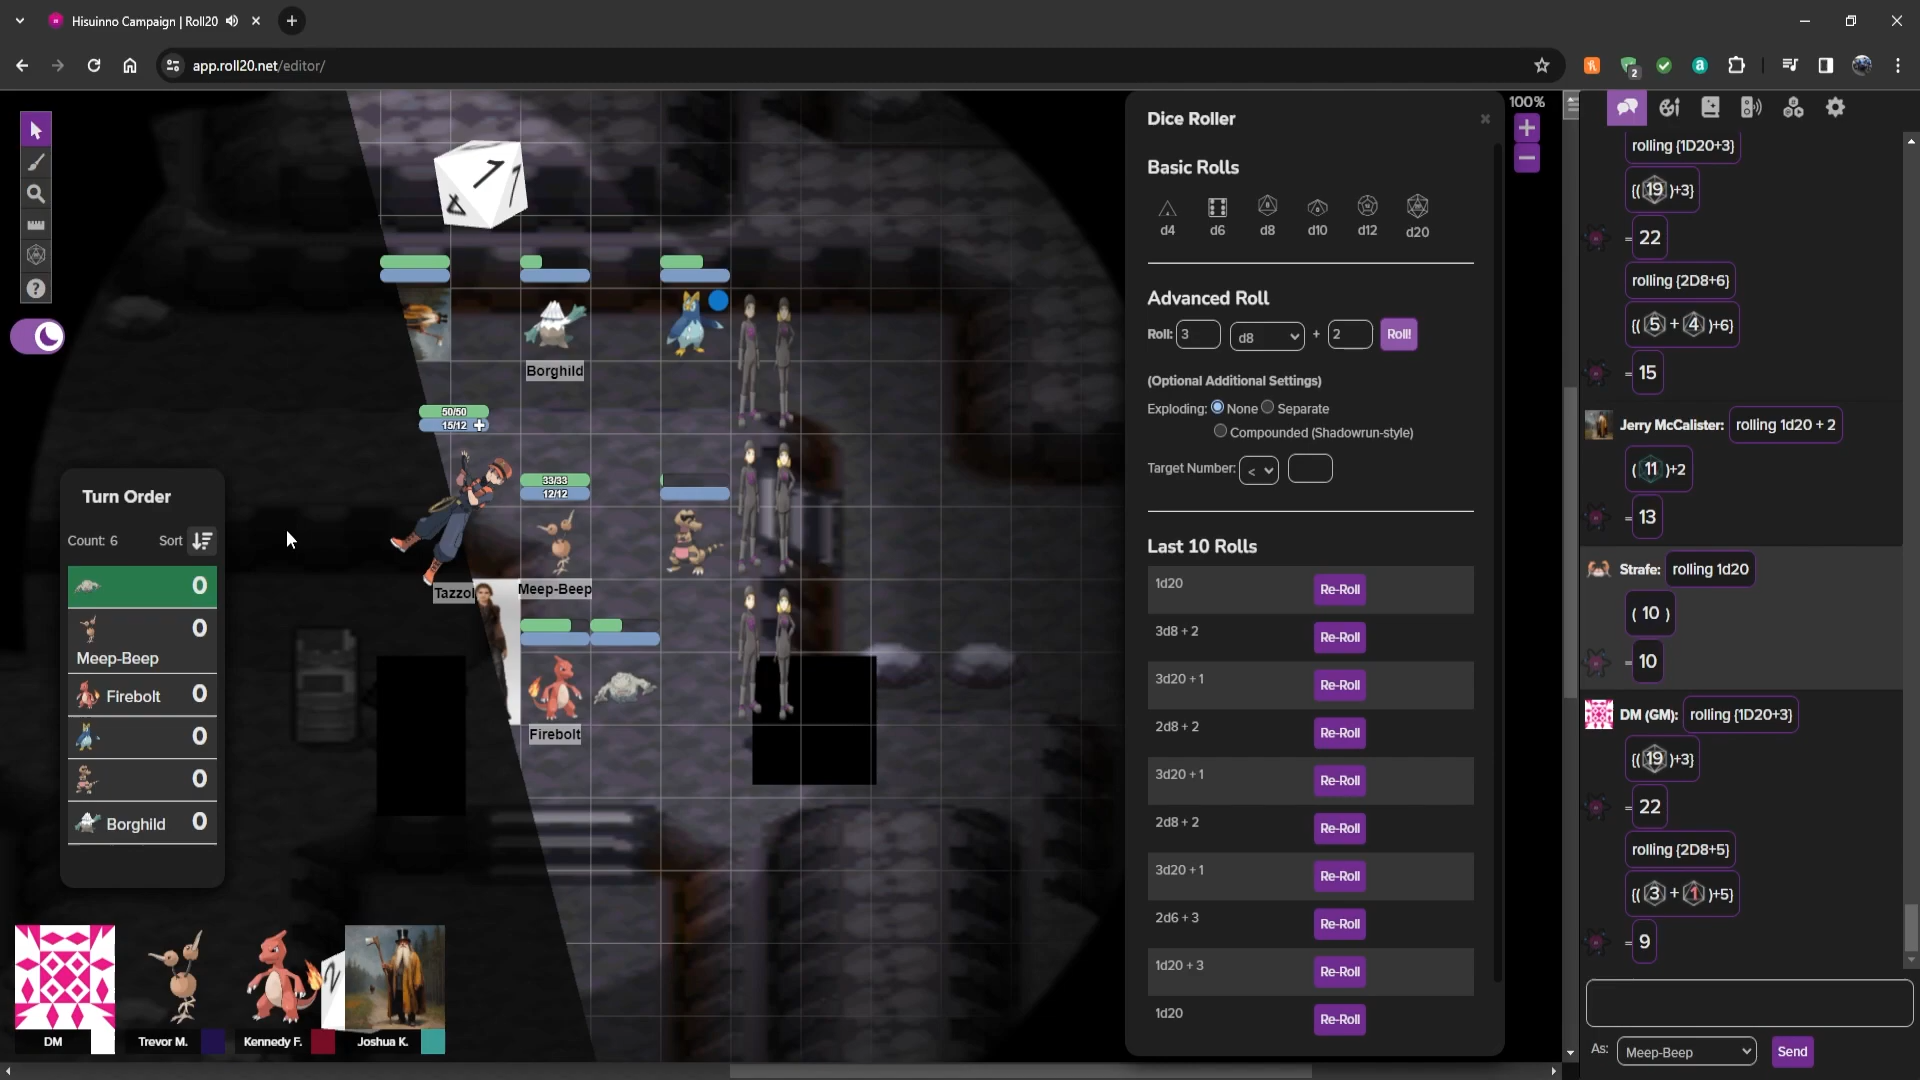 Hisuinno Campaign | Roll20
app.roll20.net/editor/
2
100%
Borghild
50/50
15/12
33/33
12/12
Tazzol
Meep-Beep
Firebolt
Turn Order
Count: 6
Sort
0
0
Meep-Beep
Firebolt
0
0
0
Borghild
0
DM
Trevor M.
Kennedy F.
Joshua K.
Dice Roller
Basic Rolls
d4
d6
d8
d10
d12
d20
Advanced Roll
Roll:
3
d8
+
2
Roll!
(Optional Additional Settings)
Exploding:
None
Separate
Compounded (Shadowrun-style)
Target Number:
<
Last 10 Rolls
1d20
Re-Roll
3d8 + 2
Re-Roll
3d20 + 1
Re-Roll
2d8 + 2
Re-Roll
3d20 + 1
Re-Roll
2d8 + 2
Re-Roll
3d20 + 1
Re-Roll
2d6 + 3
Re-Roll
1d20 + 3
Re-Roll
1d20
Re-Roll
rolling {1D20+3}
{(19)+3}
= 22
rolling {2D8+6}
{(5 + 4)+6}
= 15
Jerry McCalister:
rolling 1d20 + 2
(11)+2
= 13
Strafe:
rolling 1d20
( 10 )
= 10
DM (GM):
rolling {1D20+3}
{(19)+3}
= 22
rolling {2D8+5}
{(3 + 1)+5}
= 9
As:
Meep-Beep
Send